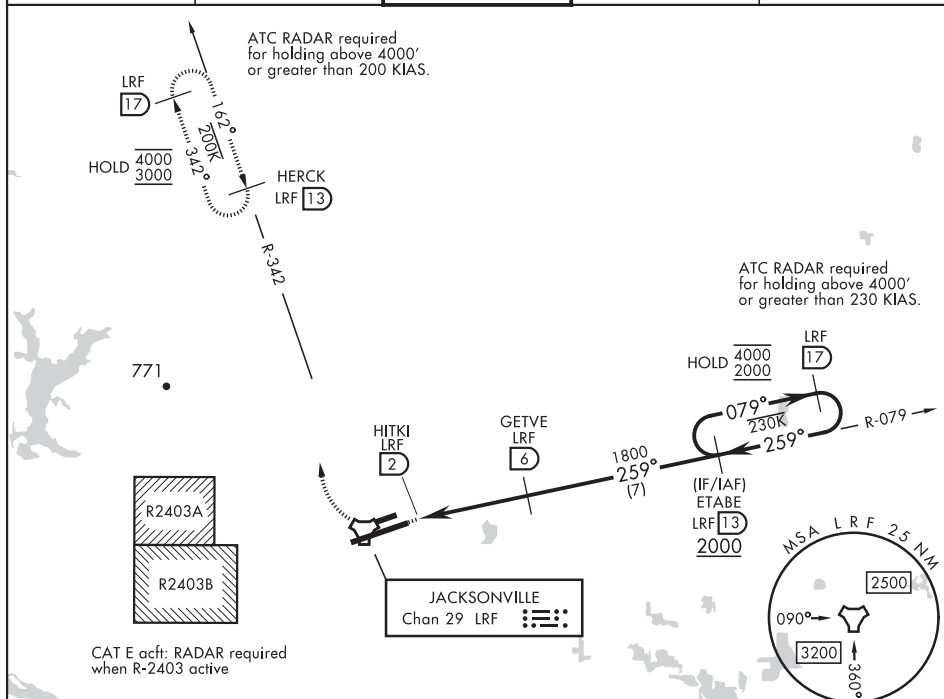 ATC RADAR required
for holding above 4000'
or greater than 200 KIAS.
LRF
17
162°
200K
342°
HOLD 4000
3000
HERCK
LRF 13
R-342
ATC RADAR required
for holding above 4000'
or greater than 230 KIAS.
LRF
17
HOLD 4000
2000
771
079°
230K
259°
R-079
HITKI
LRF
2
GETVE
LRF
6
1800
259°
(7)
(IF/IAF)
ETABE
LRF 13
2000
R2403A
R2403B
JACKSONVILLE
Chan 29 LRF
MSA LRF 25 NM
2500
090°
3200
360°
CAT E acft: RADAR required
when R-2403 active